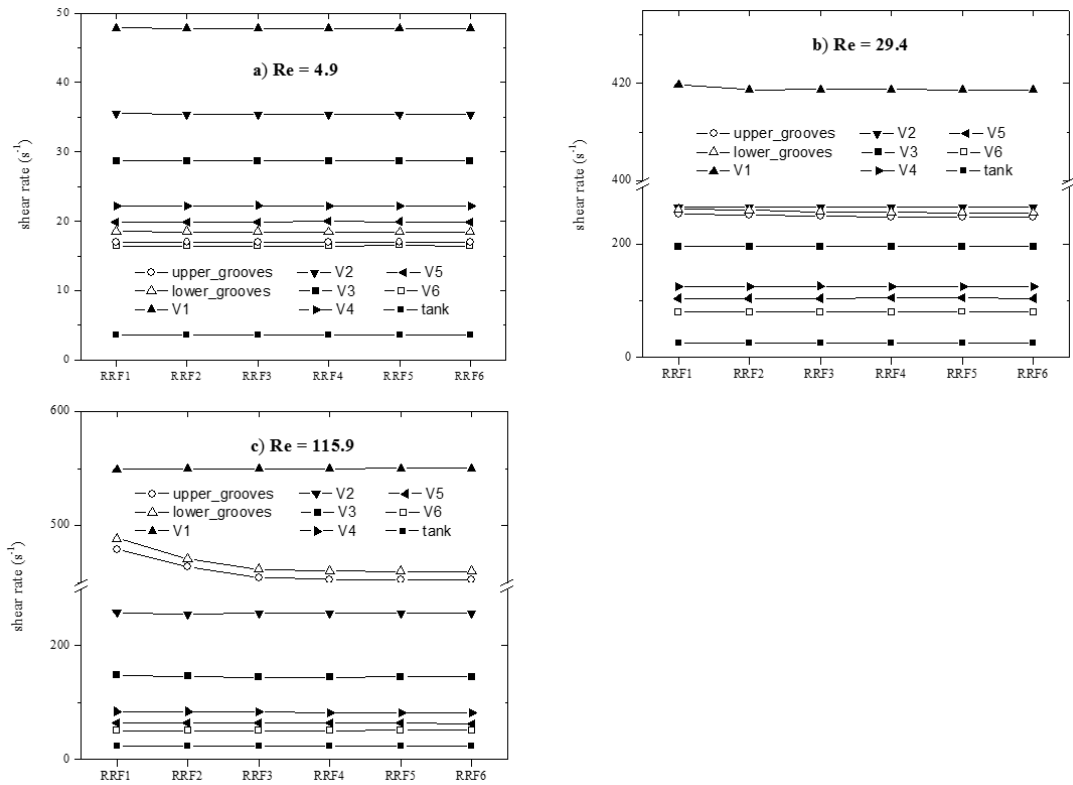 a) Re = 4.9
shear rate (s-1)
50
40
30
20
10
0
upper_grooves
lower_grooves
V1
V2
V3
V4
V5
V6
tank
RRF1 RRF2 RRF3 RRF4 RRF5 RRF6
b) Re = 29.4
shear rate (s-1)
420
400
200
0
upper_grooves
lower_grooves
V1
V2
V3
V4
V5
V6
tank
RRF1 RRF2 RRF3 RRF4 RRF5 RRF6
c) Re = 115.9
shear rate (s-1)
600
500
200
0
upper_grooves
lower_grooves
V1
V2
V3
V4
V5
V6
tank
RRF1 RRF2 RRF3 RRF4 RRF5 RRF6